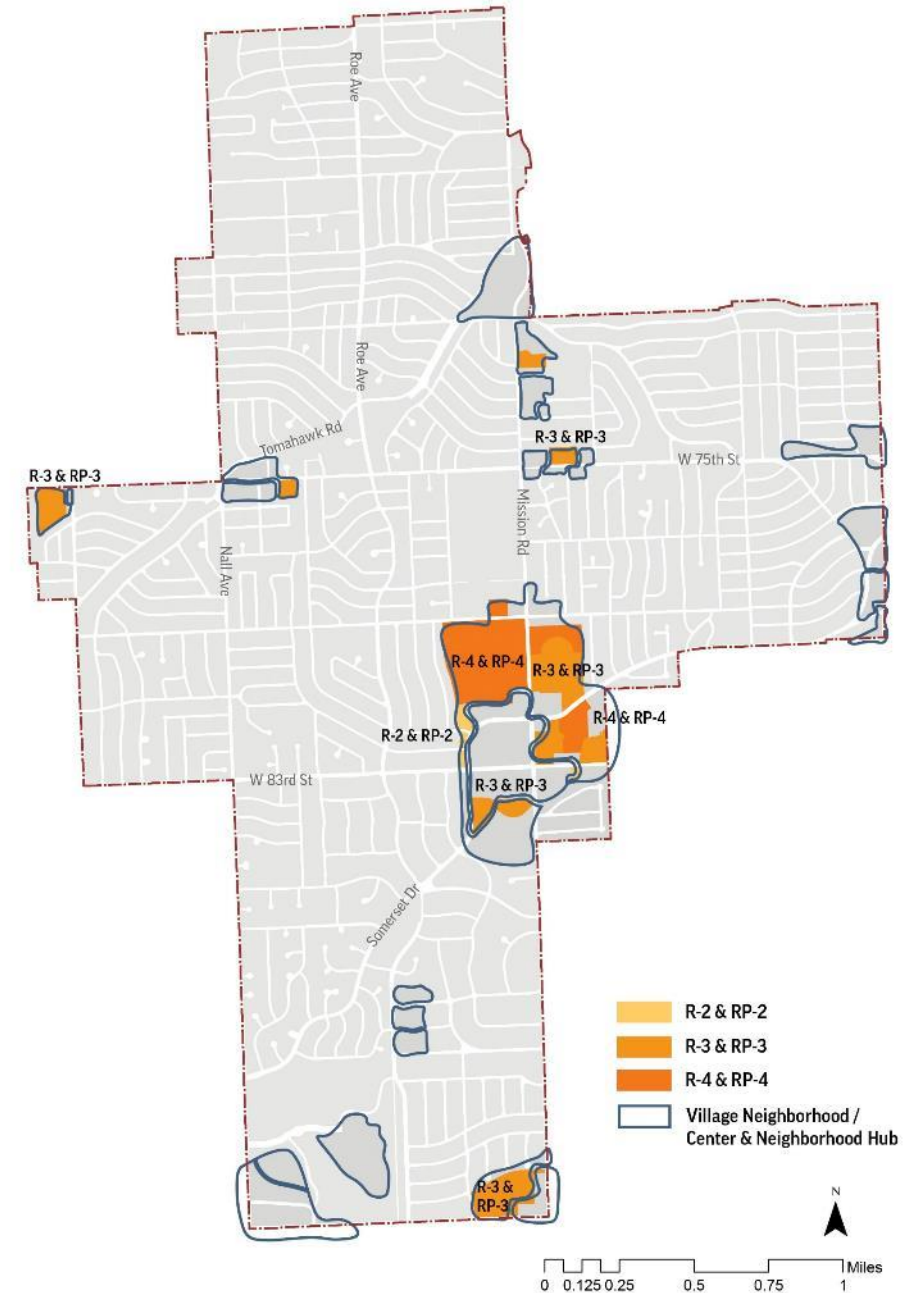 Roe Ave
Roe Ave
Tomahawk Rd
R-3 & RP-3
W 75th St
R-3 & RP-3
Mission Rd
Nall Ave
R-4 & RP-4
R-3 & RP-3
R-4 & RP-4
R-2 & RP-2
W 83rd St
R-3 & RP-3
Somerset Dr
R-2 & RP-2
R-3 & RP-3
R-4 & RP-4
Village Neighborhood /
Center & Neighborhood Hub
R-3 &
RP-3
N
Miles
0 0.125 0.25 0.5 0.75 1